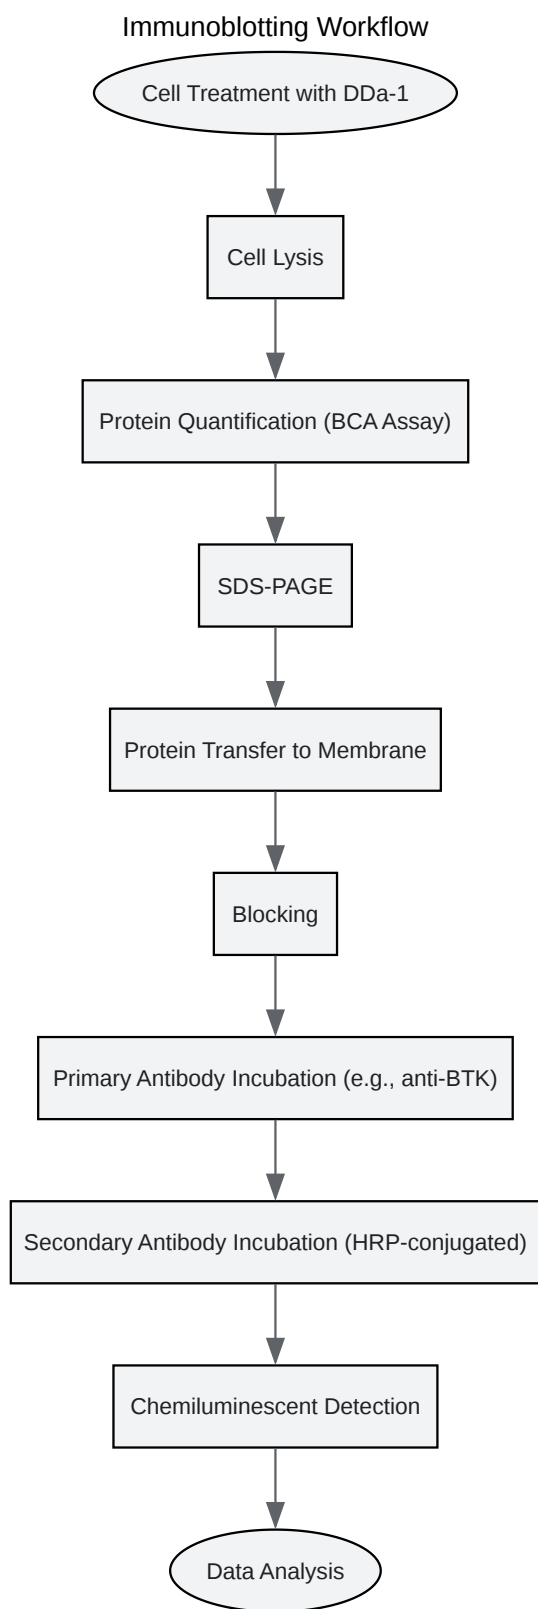 Immunoblotting Workflow
Cell Treatment with DDa-1
Cell Lysis
Protein Quantification (BCA Assay)
SDS-PAGE
Protein Transfer to Membrane
Blocking
Primary Antibody Incubation (e.g., anti-BTK)
Secondary Antibody Incubation (HRP-conjugated)
Chemiluminescent Detection
Data Analysis